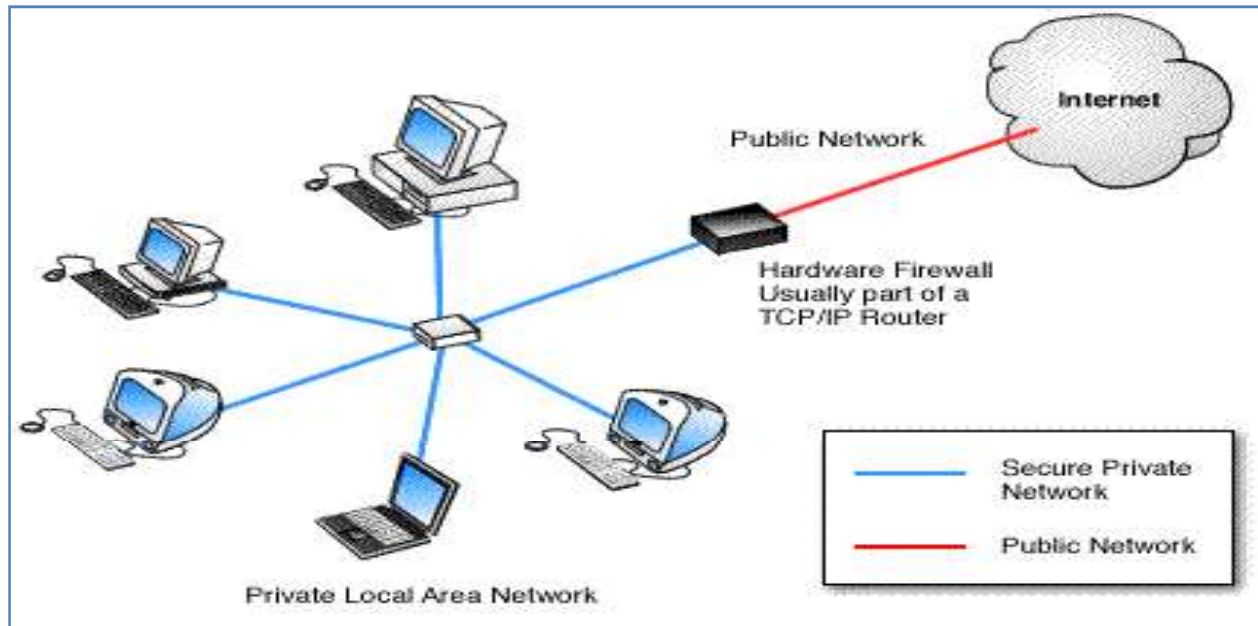 Internet
Public Network
Hardware Firewall
Usually part of a
TCP/IP Router
Secure Private
Network
Public Network
Private Local Area Network